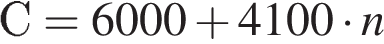 C = 6000 + 4100 · n